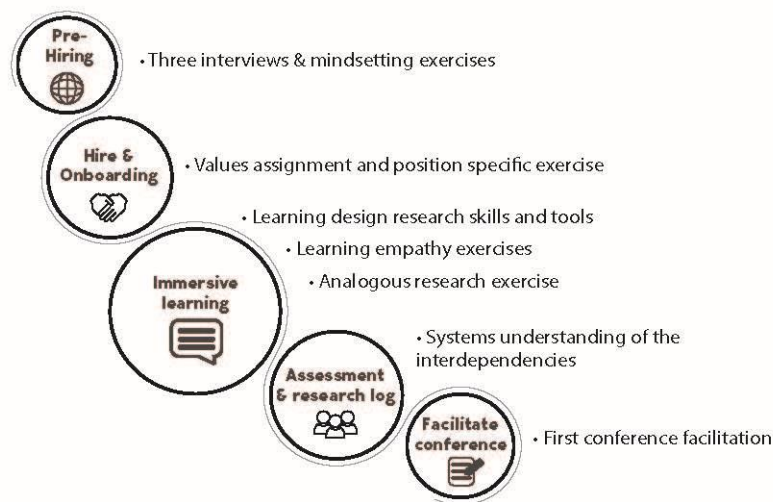 Pre-
Hiring
• Three interviews & mindsetting exercises
Hire &
Onboarding
• Values assignment and position specific exercise
• Learning design research skills and tools
• Learning empathy exercises
Immersive
learning
• Analogous research exercise
• Systems understanding of the
interdependencies
Assessment
& research log
Facilitate
conference
• First conference facilitation